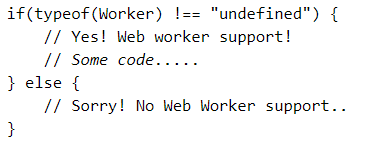 if(typeof(Worker) !== "undefined") {
    // Yes! Web worker support!
    // Some code.....
} else {
    // Sorry! No Web Worker support..
}